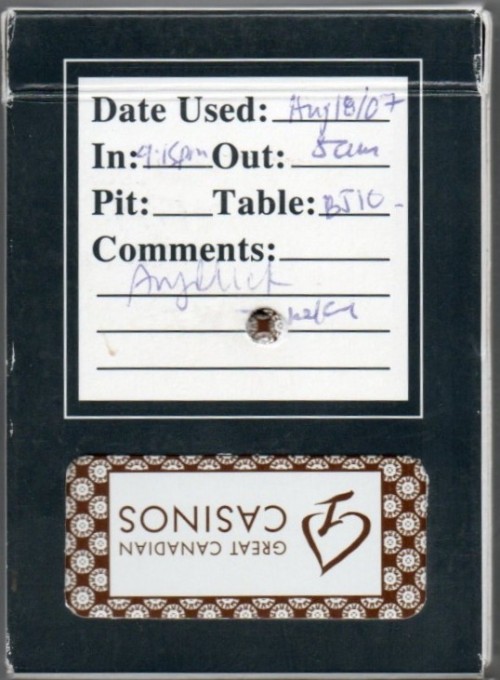 Date Used: Aug 18/07
In: 9:15pm Out: 5am
Pit: Table: BJ10
Comments:
GREAT CANADIAN
CASINOS